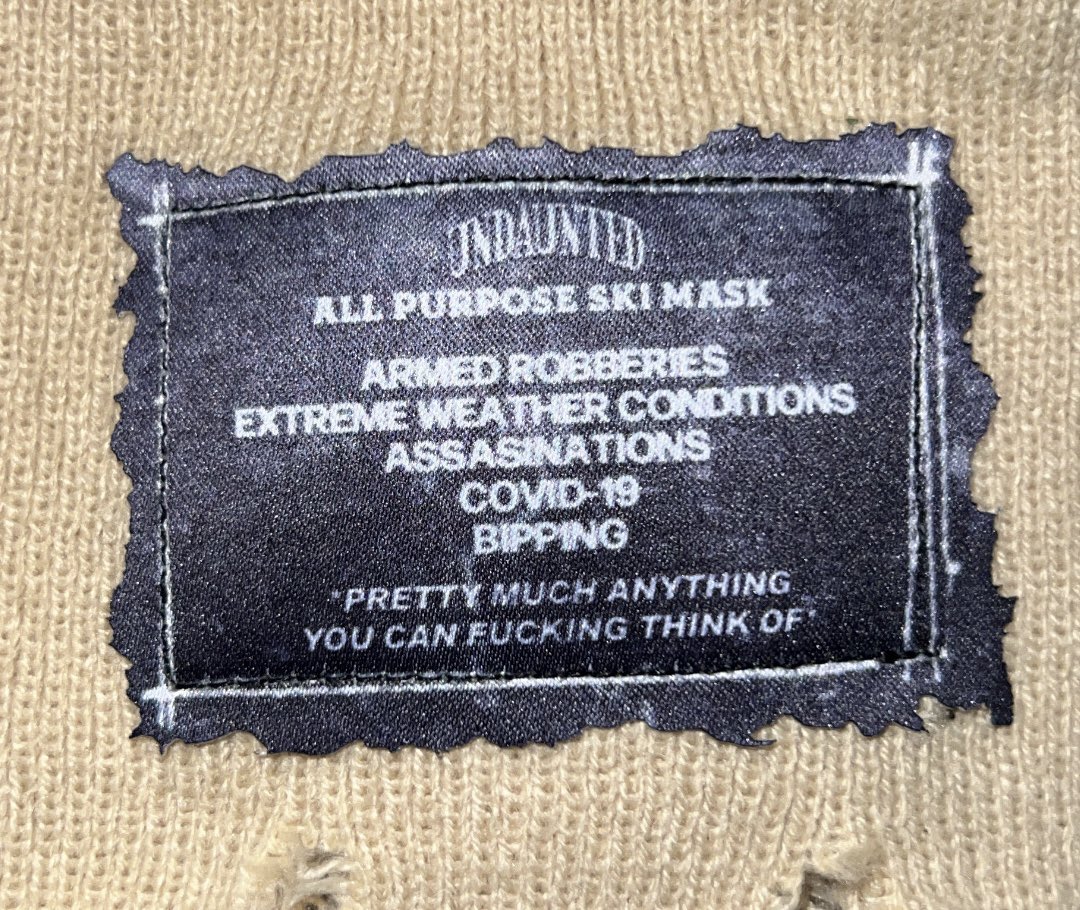 UNDAUNTED
ALL PURPOSE SKI MASK
ARMED ROBBERIES
EXTREME WEATHER CONDITIONS
ASSASINATIONS
COVID-19
BIPPING
"PRETTY MUCH ANYTHING
YOU CAN FUCKING THINK OF"